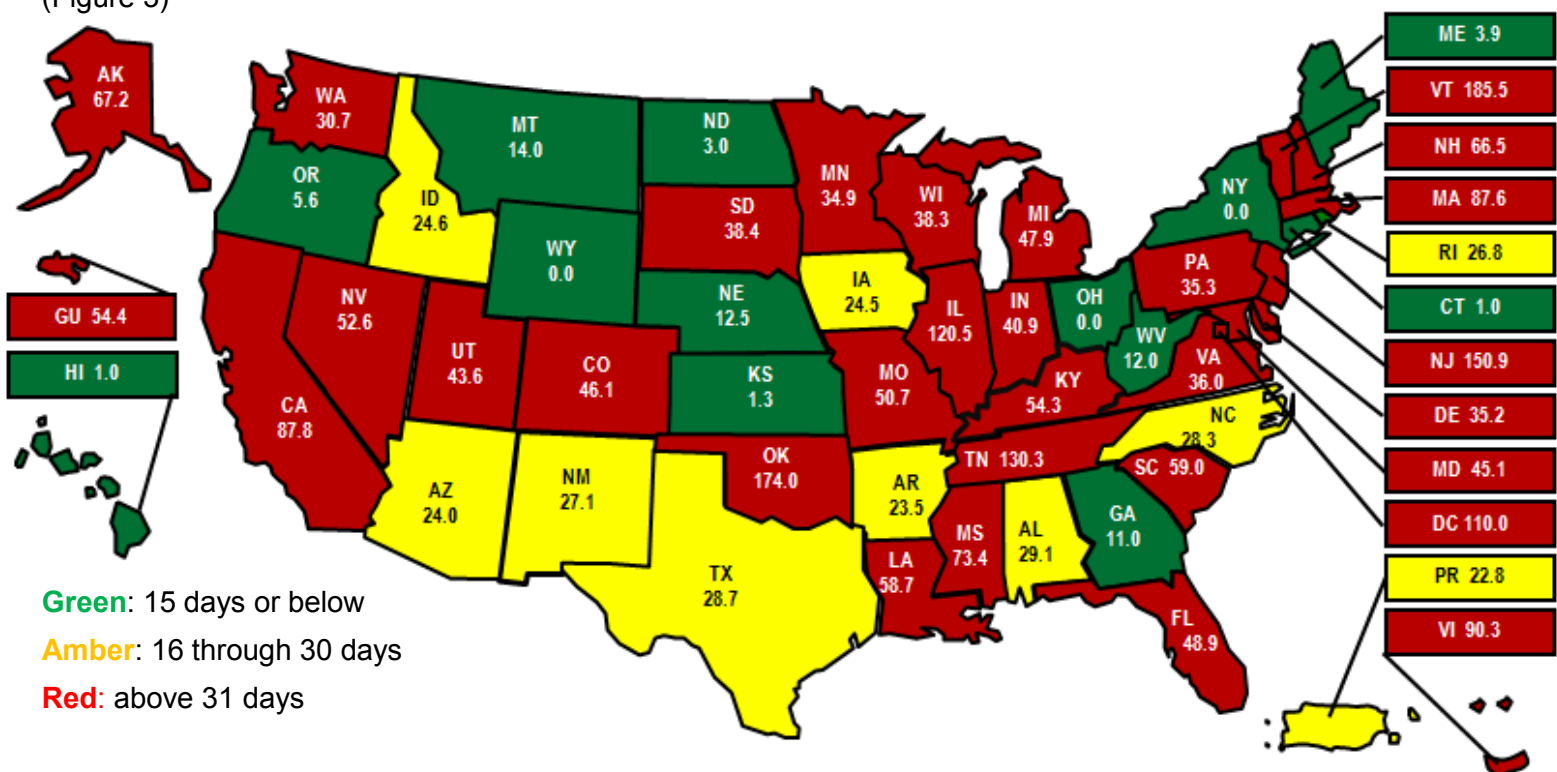 (Figure 5)
AK
67.2
WA
30.7
OR
5.6
ID
24.6
MT
14.0
ND
3.0
SD
38.4
WY
0.0
NE
12.5
KS
1.3
NV
52.6
UT
43.6
CO
46.1
CA
87.8
AZ
24.0
NM
27.1
TX
28.7
OK
174.0
MN
34.9
IA
24.5
MO
50.7
AR
23.5
LA
58.7
WI
38.3
MI
47.9
IL
120.5
IN
40.9
OH
0.0
KY
54.3
TN 130.3
MS
73.4
AL
29.1
GA
11.0
FL
48.9
SC 59.0
NC
28.3
VA
36.0
WV
12.0
PA
35.3
NY
0.0
GU 54.4
HI 1.0
ME 3.9
VT 185.5
NH 66.5
MA 87.6
RI 26.8
CT 1.0
NJ 150.9
DE 35.2
MD 45.1
DC 110.0
PR 22.8
VI 90.3
Green: 15 days or below
Amber: 16 through 30 days
Red: above 31 days